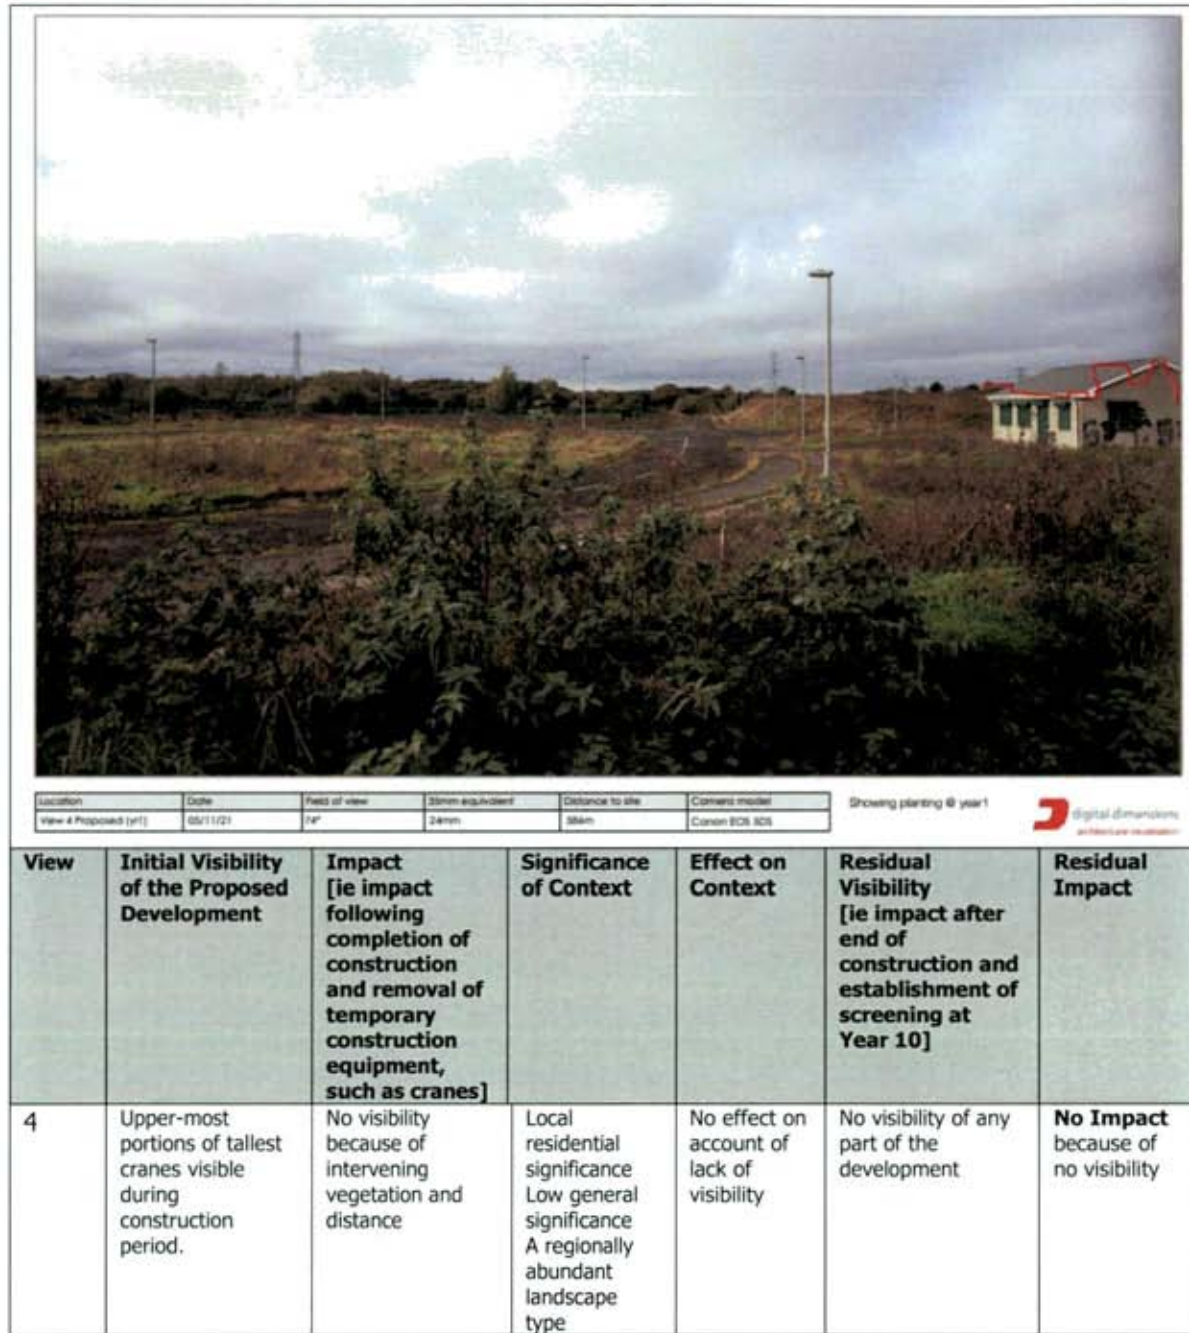 Location Date Field of view 35mm equivalent Distance to site Camera model
View 4 Proposed (yr1) 05/11/21 74° 24mm Canon EOS 5DS
Showing planting @ year1
digital dimensions
architecture visualisation
View
Initial Visibility
of the Proposed
Development
Impact
[ie impact
following
completion of
construction
and removal of
temporary
construction
equipment,
such as cranes]
Significance
of Context
Effect on
Context
Residual
Visibility
[ie impact after
end of
construction and
establishment of
screening at
Year 10]
Residual
Impact
4
Upper-most
portions of tallest
cranes visible
during
construction
period.
No visibility
because of
intervening
vegetation and
distance
Local
residential
significance
Low general
significance
A regionally
abundant
landscape
type
No effect on
account of
lack of
visibility
No visibility of any
part of the
development
No Impact
because of
no visibility